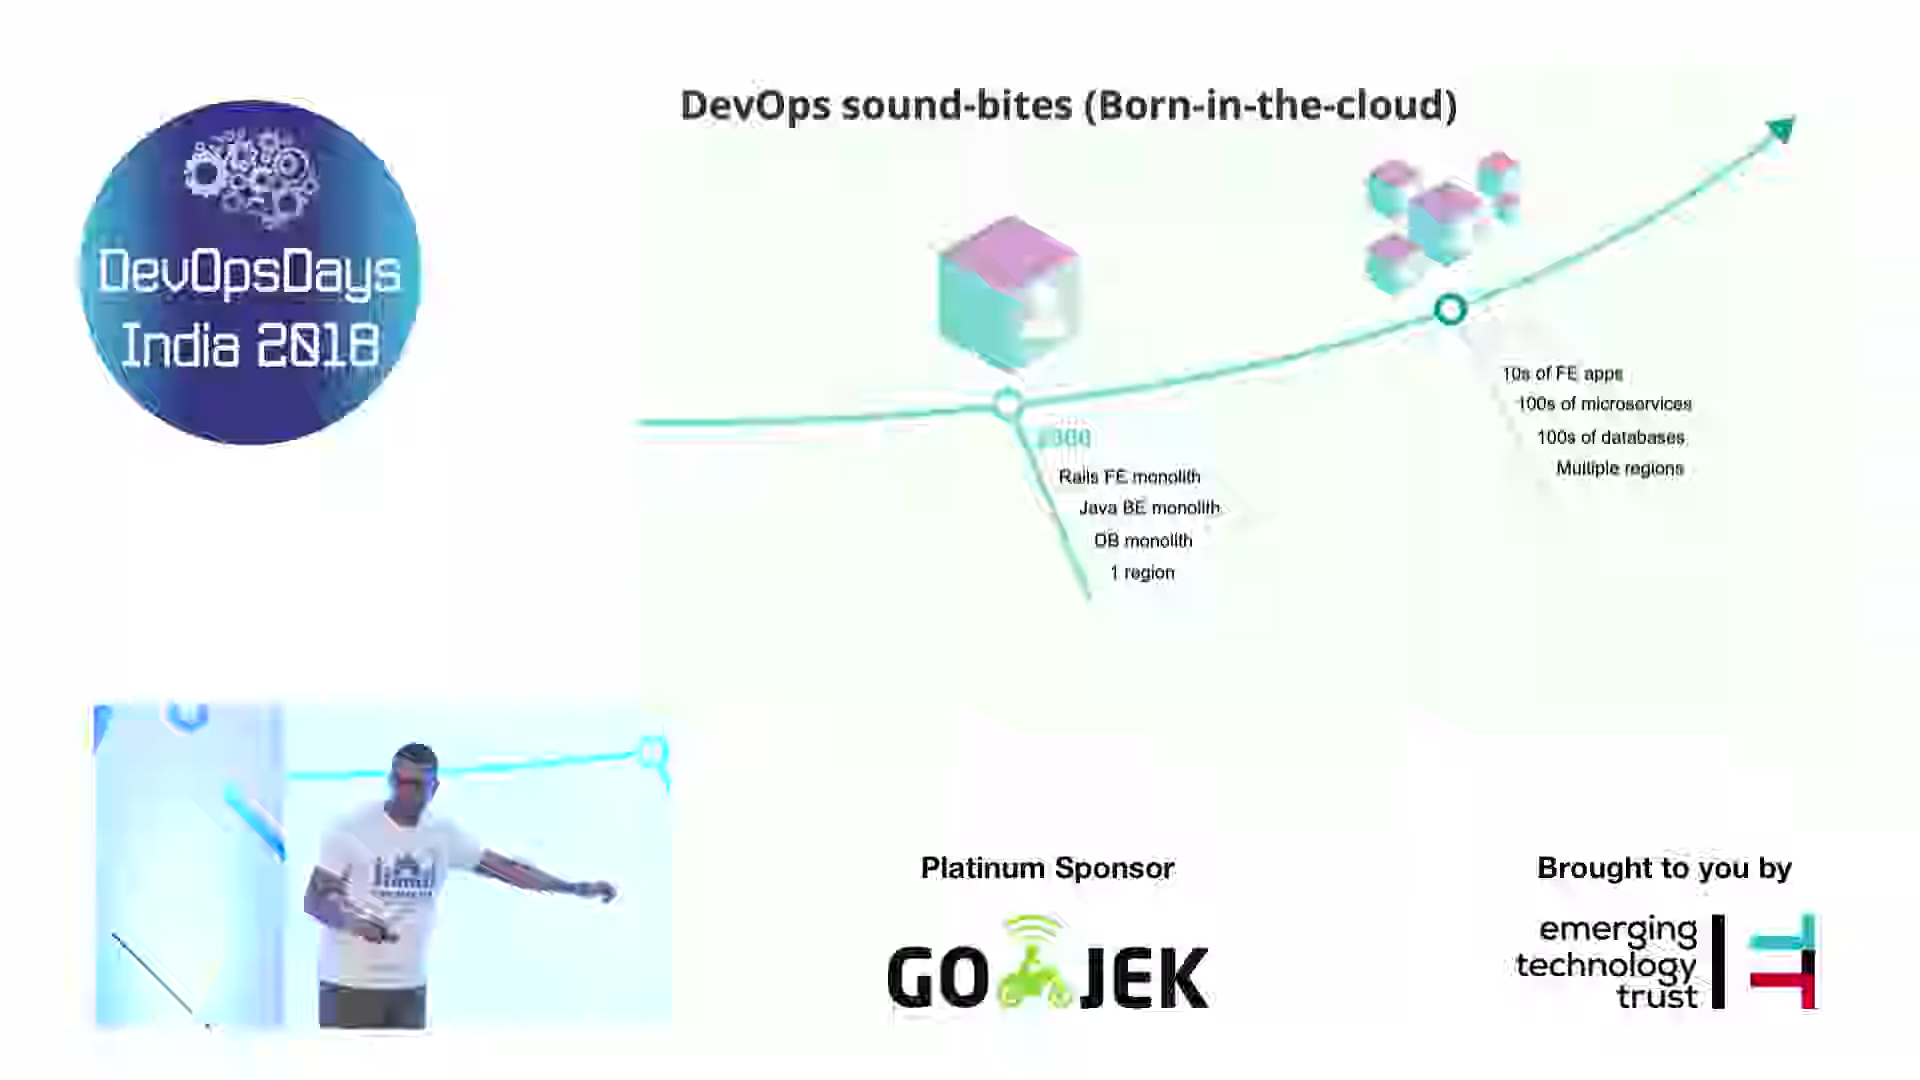 DevOps sound-bites (Born-in-the-cloud)
DevOpsDays
India 2018
10s of FE apps
100s of microservices
100s of databases
Multiple regions
Rails FE monolith
Java BE monolith
DB monolith
1 region
Platinum Sponsor
GO JEK
Brought to you by
emerging
technology
trust